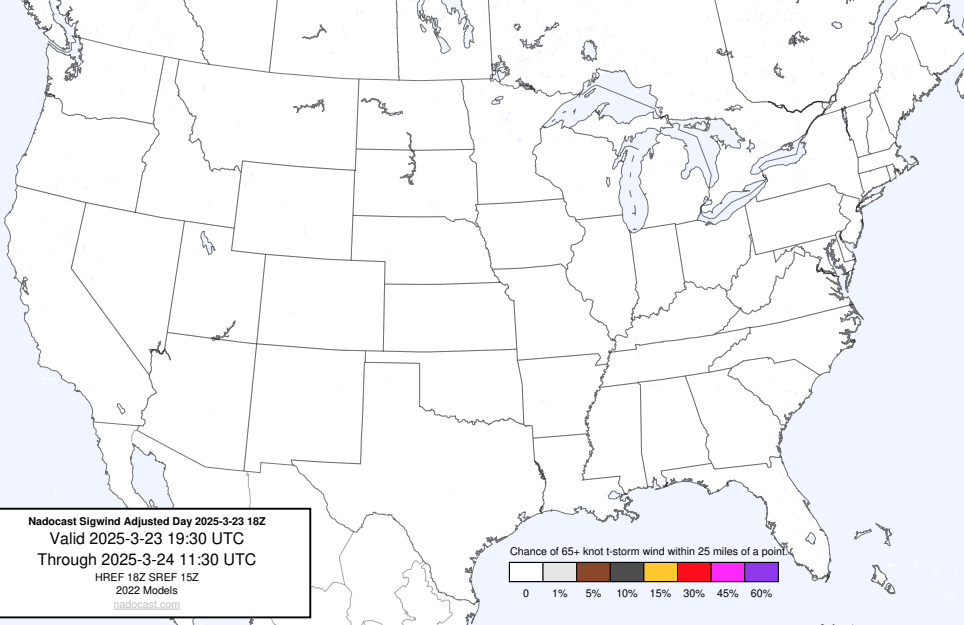 Nadocast Sigwind Adjusted Day 2025-3-23 18Z
Valid 2025-3-23 19:30 UTC
Through 2025-3-24 11:30 UTC
HREF 18Z SREF 15Z
2022 Models
nadocast.com
Chance of 65+ knot t-storm wind within 25 miles of a point.
0 1% 5% 10% 15% 30% 45% 60%